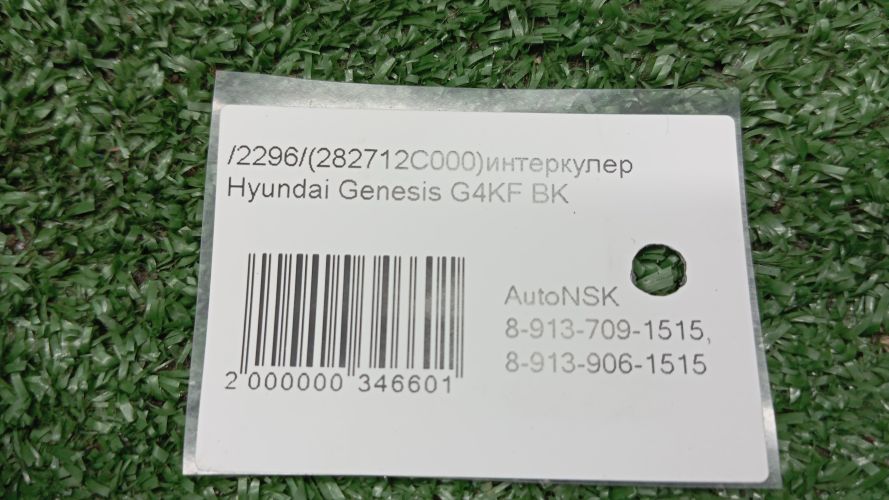 /2296/(282712C000)интеркулер
Hyundai Genesis G4KF BK
AutoNSK
8-913-709-1515,
8-913-906-1515
2 000000 346601